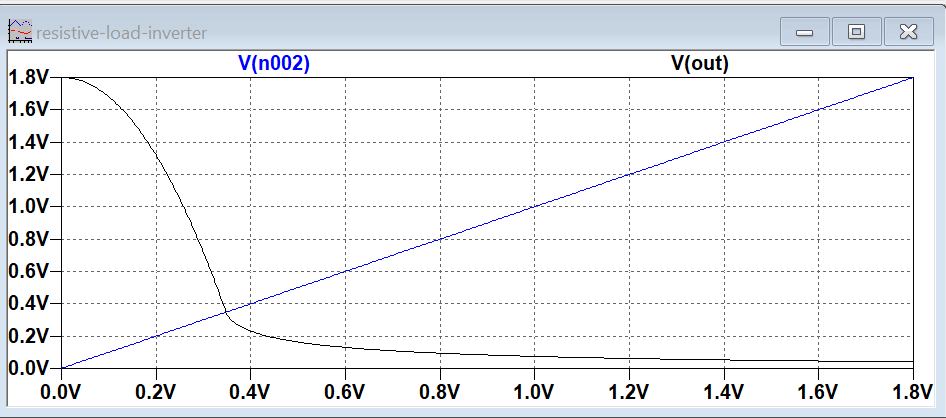 resistive-load-inverter
V(n002) V(out)
1.8V
1.6V
1.4V
1.2V
1.0V
0.8V
0.6V
0.4V
0.2V
0.0V
0.0V 0.2V 0.4V 0.6V 0.8V 1.0V 1.2V 1.4V 1.6V 1.8V